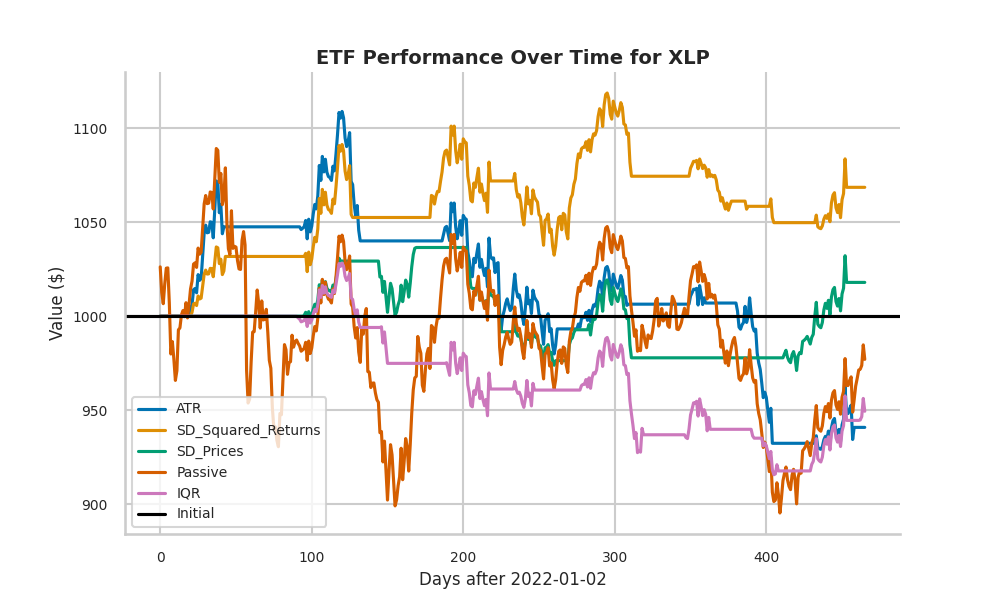 ETF Performance Over Time for XLP
Value ($)
1100
1050
1000
950
900
ATR
SD_Squared_Returns
SD_Prices
Passive
IQR
Initial
0 100 200 300 400
Days after 2022-01-02